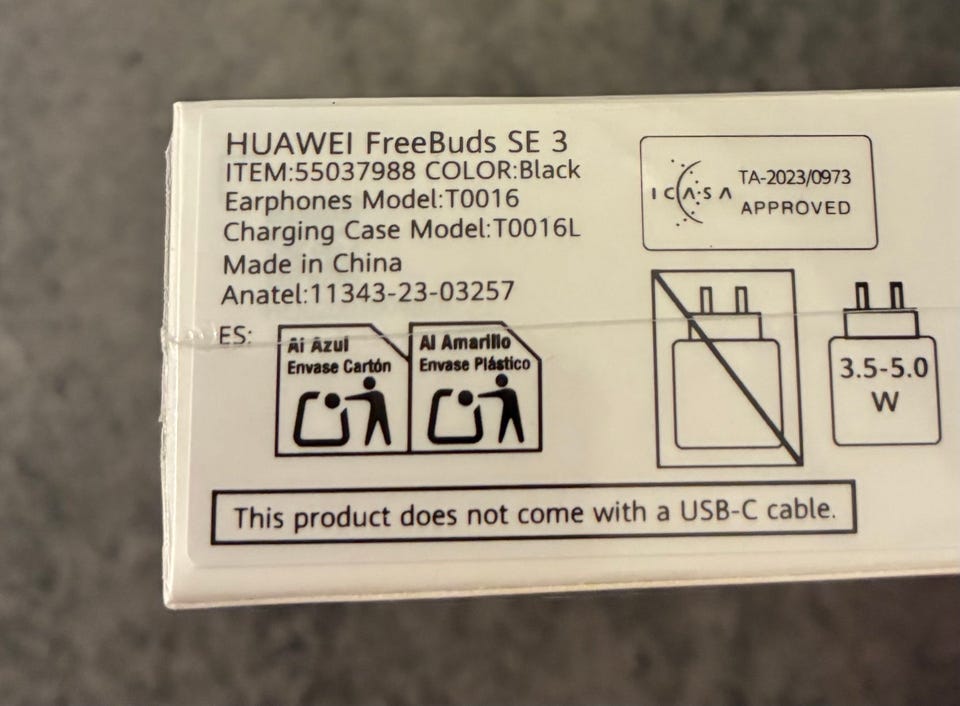 HUAWEI FreeBuds SE 3
ITEM:55037988 COLOR:Black
Earphones Model:T0016
Charging Case Model:T0016L
Made in China
Anatel:11343-23-03257
ICASA TA-2023/0973
APPROVED
ES:
Al Azul
Envase Cartón
Al Amarillo
Envase Plástico
3.5-5.0
W
This product does not come with a USB-C cable.